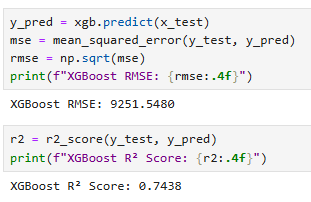 y_pred = xgb.predict(x_test)
mse = mean_squared_error(y_test, y_pred)
rmse = np.sqrt(mse)
print(f"XGBoost RMSE: {rmse:.4f}")
XGBoost RMSE: 9251.5480
r2 = r2_score(y_test, y_pred)
print(f"XGBoost R² Score: {r2:.4f}")
XGBoost R² Score: 0.7438